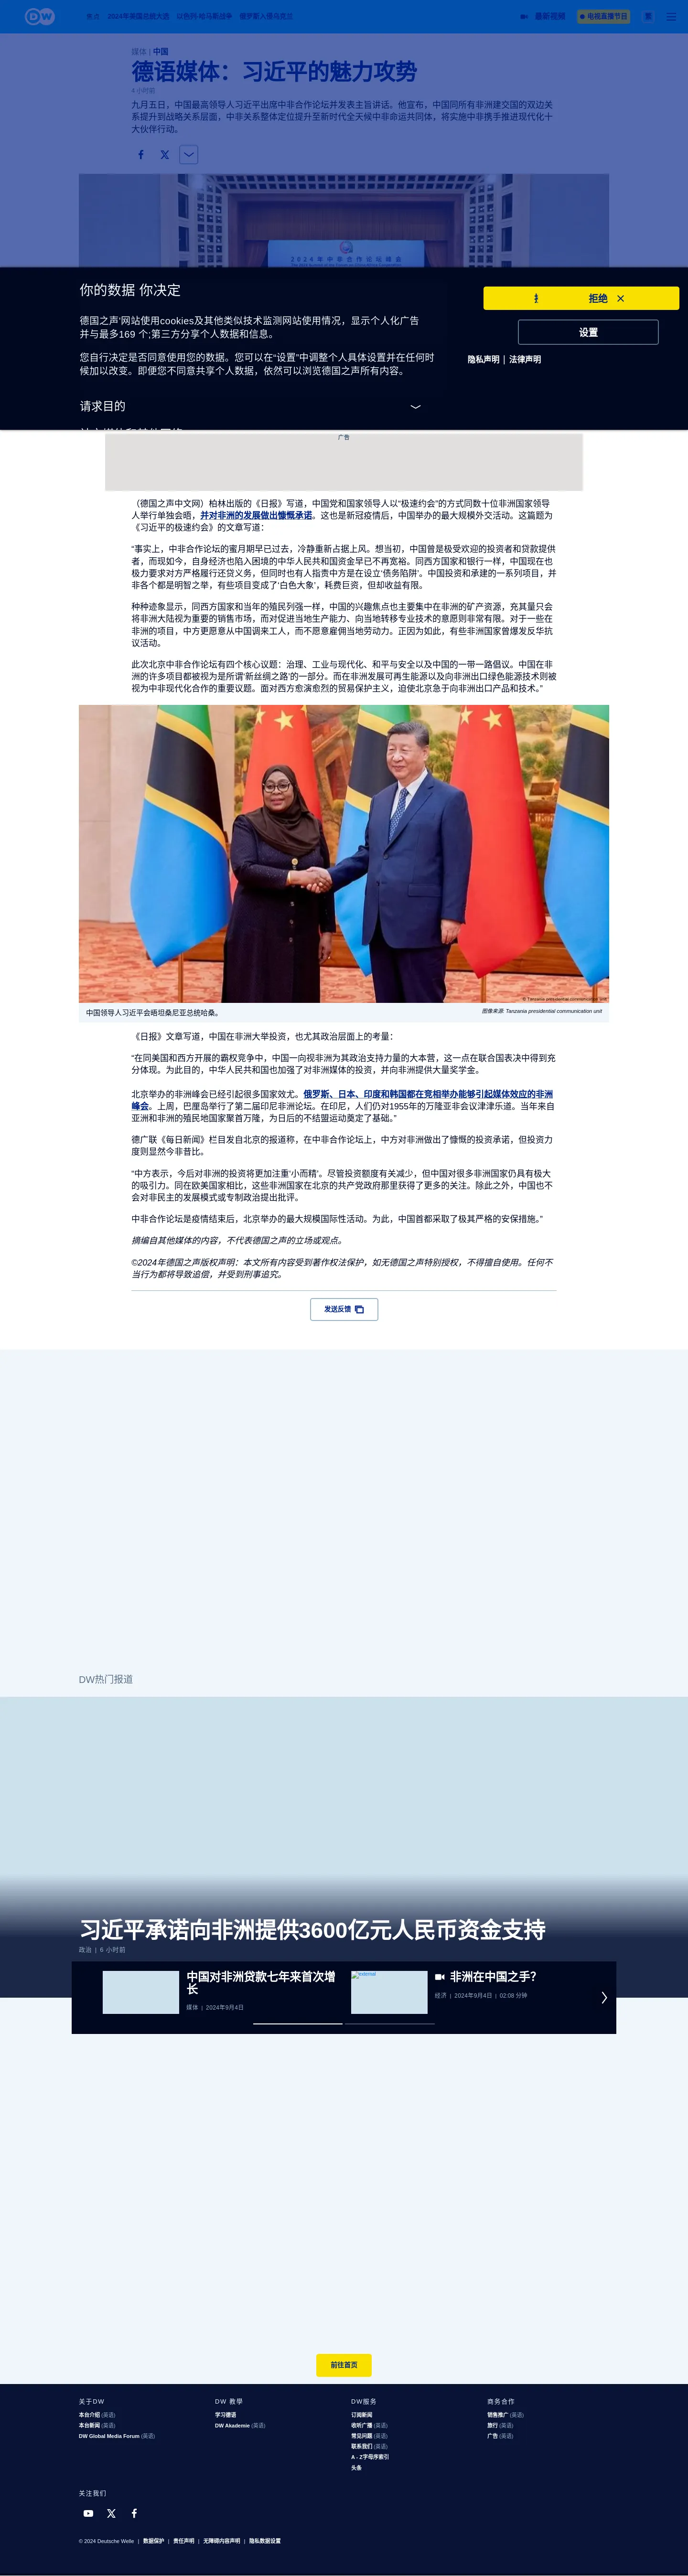 DW
焦点 2024年美国总统大选 以色列-哈马斯战争 俄罗斯入侵乌克兰
最新视频
电视直播节目
媒体 | 中国
德语媒体：习近平的魅力攻势
4 小时前
九月五日，中国最高领导人习近平出席中非合作论坛并发表主旨讲话。他宣布，中国同所有非洲建交国的双边关
系提升到战略关系层面，中非关系整体定位提升至新时代全天候中非命运共同体，将实施中非携手推进现代化十
大伙伴行动。
2024年中非合作论坛峰会
你的数据 你决定
拒绝
德国之声'网站使用cookies及其他类似技术监测网站使用情况，显示个人化广告
并与最多169 个;第三方分享个人数据和信息。
设置
隐私声明 | 法律声明
您自行决定是否同意使用您的数据。您可以在“设置”中调整个人具体设置并在任何时
候加以改变。即便您不同意共享个人数据，依然可以浏览德国之声所有内容。
请求目的
广告
（德国之声中文网）柏林出版的《日报》写道，中国党和国家领导人以“极速约会”的方式同数十位非洲国家领导
人举行单独会晤，并对非洲的发展做出慷慨承诺。这也是新冠疫情后，中国举办的最大规模外交活动。这篇题为
《习近平的极速约会》的文章写道：
“事实上，中非合作论坛的蜜月期早已过去，冷静重新占据上风。想当初，中国曾是极受欢迎的投资者和贷款提供
者，而现如今，自身经济也陷入困境的中华人民共和国资金早已不再宽裕。同西方国家和银行一样，中国现在也
极力要求对方严格履行还贷义务，但同时也有人指责中方是在设立‘债务陷阱’。中国投资和承建的一系列项目，并
非各个都是明智之举，有些项目变成了‘白色大象’，耗费巨资，但却收益有限。
种种迹象显示，同西方国家和当年的殖民列强一样，中国的兴趣焦点也主要集中在非洲的矿产资源，充其量只会
将非洲大陆视为重要的销售市场，而对促进当地生产能力、向当地转移专业技术的意愿则非常有限。对于一些在
非洲的项目，中方更愿意从中国调来工人，而不愿意雇佣当地劳动力。正因为如此，有些非洲国家曾爆发反华抗
议活动。
此次北京中非合作论坛有四个核心议题：治理、工业与现代化、和平与安全以及中国的一带一路倡议。中国在非
洲的许多项目都被视为是所谓‘新丝绸之路’的一部分。而在非洲发展可再生能源以及向非洲出口绿色能源技术则被
视为中非现代化合作的重要议题。面对西方愈演愈烈的贸易保护主义，迫使北京急于向非洲出口产品和技术。”
© Tanzania presidential communication unit
中国领导人习近平会晤坦桑尼亚总统哈桑。
图像来源: Tanzania presidential communication unit
《日报》文章写道，中国在非洲大举投资，也尤其政治层面上的考量：
“在同美国和西方开展的霸权竞争中，中国一向视非洲为其政治支持力量的大本营，这一点在联合国表决中得到充
分体现。为此目的，中华人民共和国也加强了对非洲媒体的投资，并向非洲提供大量奖学金。
北京举办的非洲峰会已经引起很多国家效尤。俄罗斯、日本、印度和韩国都在竞相举办能够引起媒体效应的非洲
峰会。上周，巴厘岛举行了第二届印尼非洲论坛。在印尼，人们仍对1955年的万隆亚非会议津津乐道。当年来自
亚洲和非洲的殖民地国家聚首万隆，为日后的不结盟运动奠定了基础。”
德广联《每日新闻》栏目发自北京的报道称，在中非合作论坛上，中方对非洲做出了慷慨的投资承诺，但投资力
度则显然今非昔比。
“中方表示，今后对非洲的投资将更加注重‘小而精’。尽管投资额度有关减少，但中国对很多非洲国家仍具有极大
的吸引力。同在欧美国家相比，这些非洲国家在北京的共产党政府那里获得了更多的关注。除此之外，中国也不
会对非民主的发展模式或专制政治提出批评。
中非合作论坛是疫情结束后，北京举办的最大规模国际性活动。为此，中国首都采取了极其严格的安保措施。”
摘编自其他媒体的内容，不代表德国之声的立场或观点。
©2024年德国之声版权声明：本文所有内容受到著作权法保护，如无德国之声特别授权，不得擅自使用。任何不
当行为都将导致追偿，并受到刑事追究。
发送反馈
DW热门报道
习近平承诺向非洲提供3600亿元人民币资金支持
政治 | 6 小时前
中国对非洲贷款七年来首次增
长
媒体 | 2024年9月4日
external
非洲在中国之手？
经济 | 2024年9月4日 | 02:08 分钟
前往首页
关于DW
本台介绍 (英语)
本台新闻 (英语)
DW Global Media Forum (英语)
DW 教學
学习德语
DW Akademie (英语)
DW服务
订阅新闻
收听广播 (英语)
常见问题 (英语)
联系我们 (英语)
A - Z字母序索引
头条
商务合作
销售推广 (英语)
旅行 (英语)
广告 (英语)
关注我们
© 2024 Deutsche Welle | 数据保护 | 责任声明 | 无障碍内容声明 | 隐私数据设置